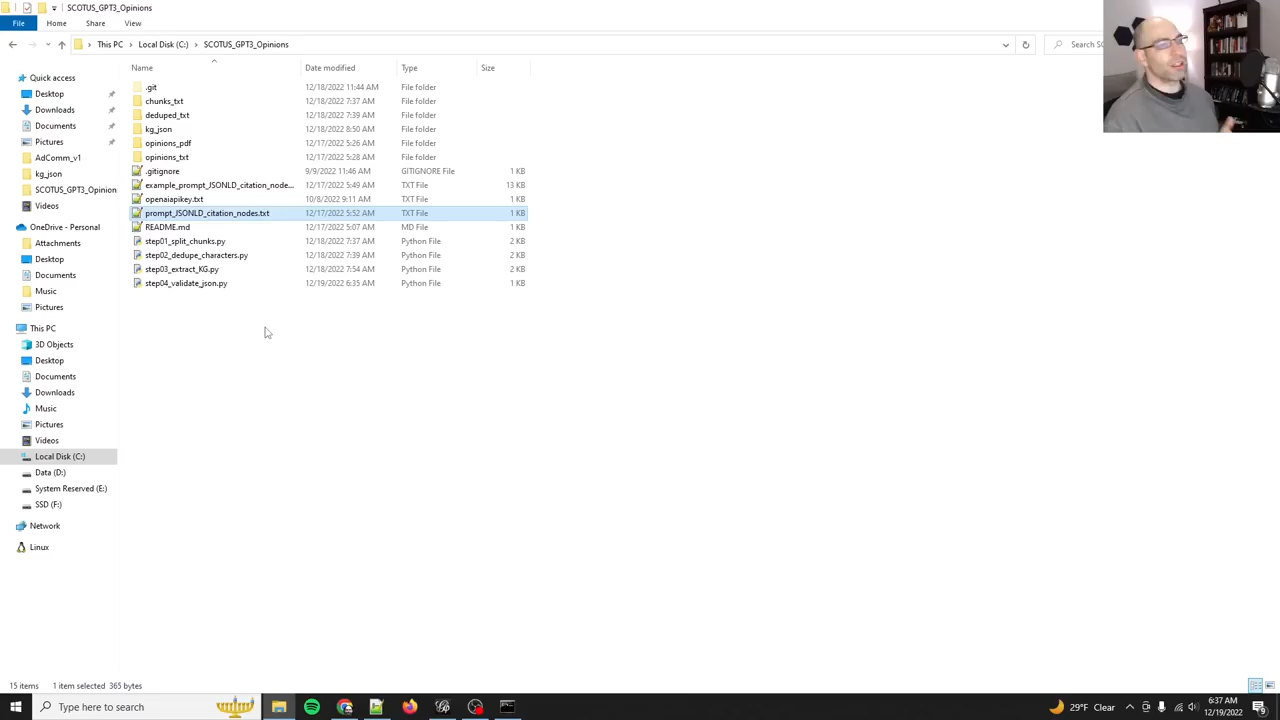 SCOTUS_GPT3_Opinions
File Home Share View
This PC Local Disk (C:) SCOTUS_GPT3_Opinions
Name Date modified Type Size
Quick access
Desktop
Downloads
Documents
Pictures
AdComm_v1
kg_json
SCOTUS_GPT3_Opinion
Videos
OneDrive - Personal
Attachments
Desktop
Documents
Music
Pictures
This PC
3D Objects
Desktop
Documents
Downloads
Music
Pictures
Videos
Local Disk (C:)
Data (D:)
System Reserved (E:)
SSD (F:)
Network
Linux
.git 12/18/2022 11:44 AM File folder
chunks_txt 12/18/2022 7:37 AM File folder
deduped_txt 12/18/2022 7:39 AM File folder
kg_json 12/18/2022 8:50 AM File folder
opinions_pdf 12/17/2022 5:26 AM File folder
opinions_txt 12/17/2022 5:28 AM File folder
.gitignore 9/9/2022 11:46 AM GITIGNORE File 1 KB
example_prompt_JSONLD_citation_node... 12/17/2022 5:49 AM TXT File 13 KB
openaiapikey.txt 10/8/2022 9:11 AM TXT File 1 KB
prompt_JSONLD_citation_nodes.txt 12/17/2022 5:52 AM TXT File 1 KB
README.md 12/17/2022 5:07 AM MD File 1 KB
step01_split_chunks.py 12/18/2022 7:37 AM Python File 2 KB
step02_dedupe_characters.py 12/18/2022 7:39 AM Python File 2 KB
step03_extract_KG.py 12/18/2022 7:54 AM Python File 2 KB
step04_validate_json.py 12/19/2022 6:35 AM Python File 1 KB
15 items 1 item selected 365 bytes
Type here to search
29°F Clear
6:37 AM
12/19/2022